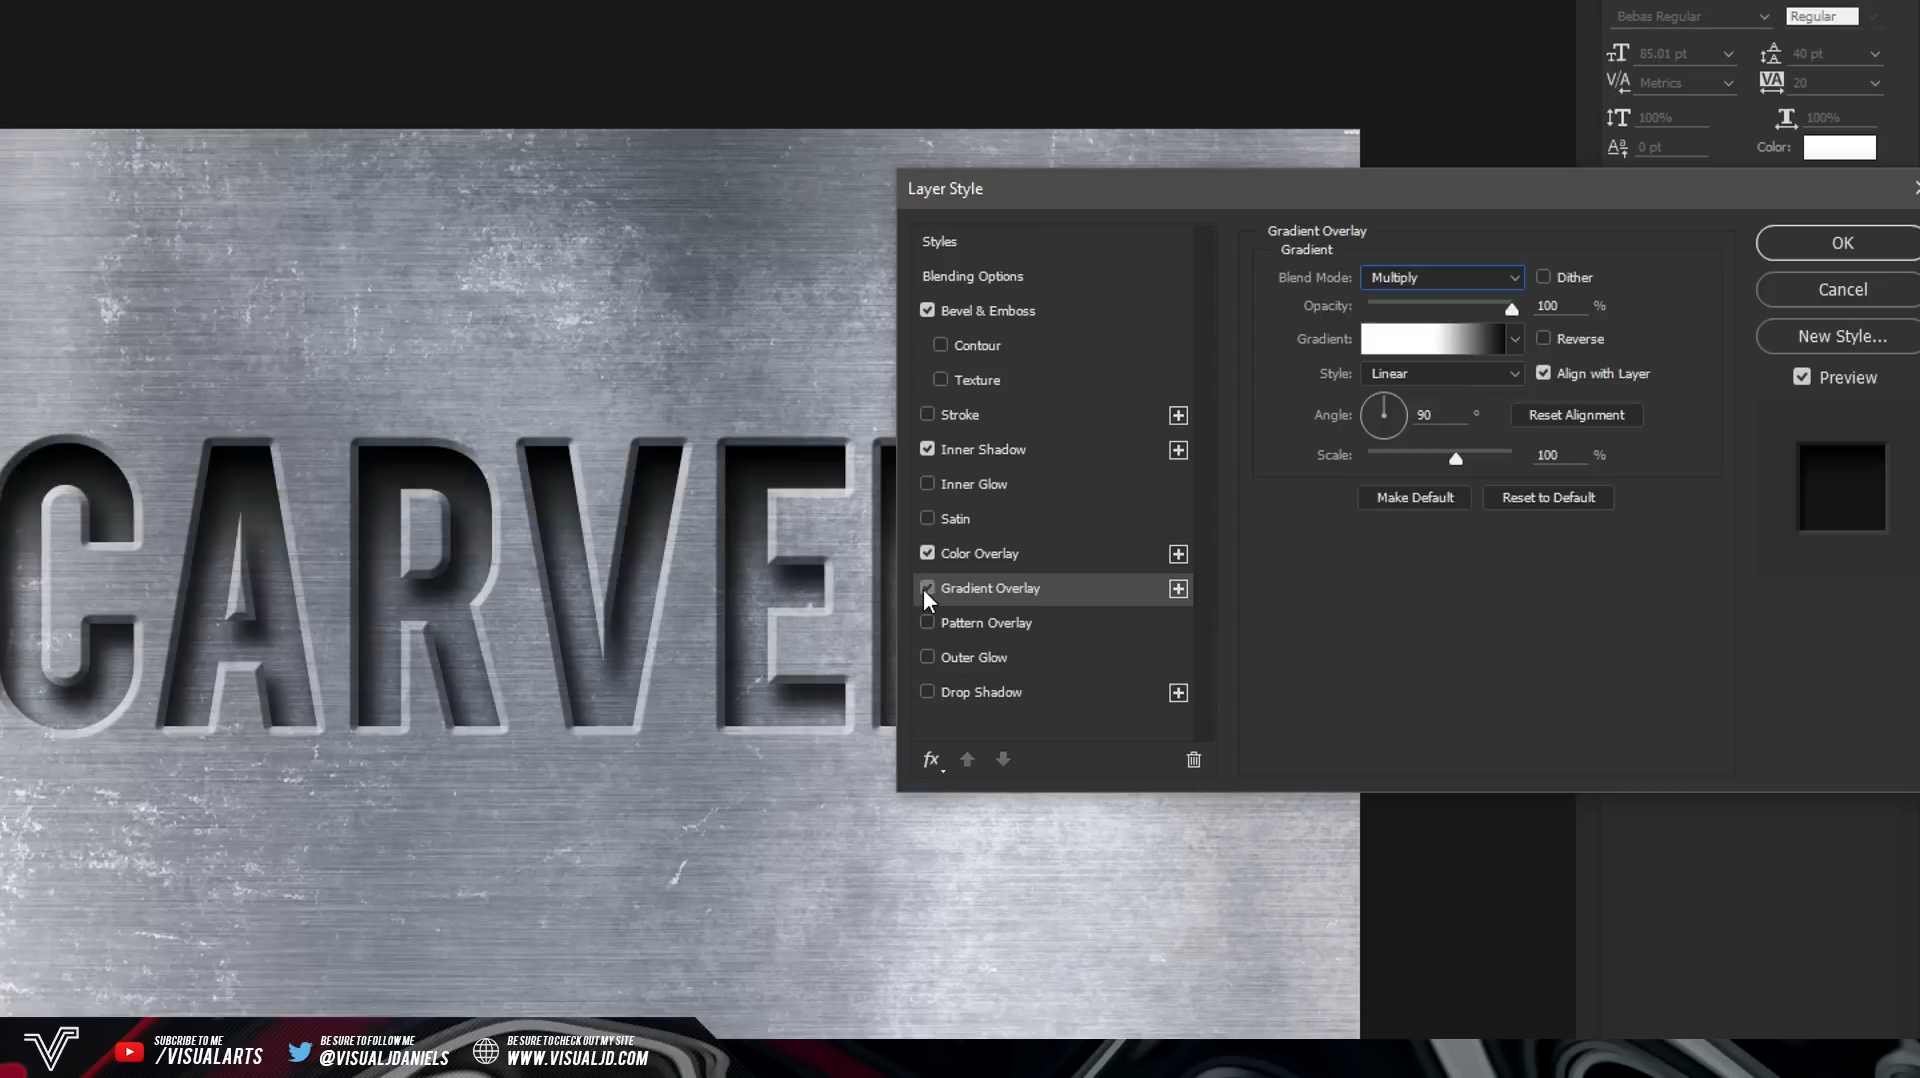 Bebas Regular
Regular
85.01 pt
40 pt
Metrics
20
100%
100%
0 pt
Color:
Layer Style
Styles
Blending Options
Bevel & Emboss
Contour
Texture
Stroke
Inner Shadow
Inner Glow
Satin
Color Overlay
Gradient Overlay
Pattern Overlay
Outer Glow
Drop Shadow
fx
Gradient Overlay
Gradient
Blend Mode: Multiply
Dither
Opacity: 100 %
Gradient:
Reverse
Style: Linear
Align with Layer
Angle: 90 °
Reset Alignment
Scale: 100 %
Make Default
Reset to Default
OK
Cancel
New Style...
Preview
CARVE
SUBCRIBE TO ME
/VISUALARTS
BE SURE TO FOLLOW ME
@VISUALJDANIELS
BE SURE TO CHECK OUT MY SITE
WWW.VISUALJD.COM